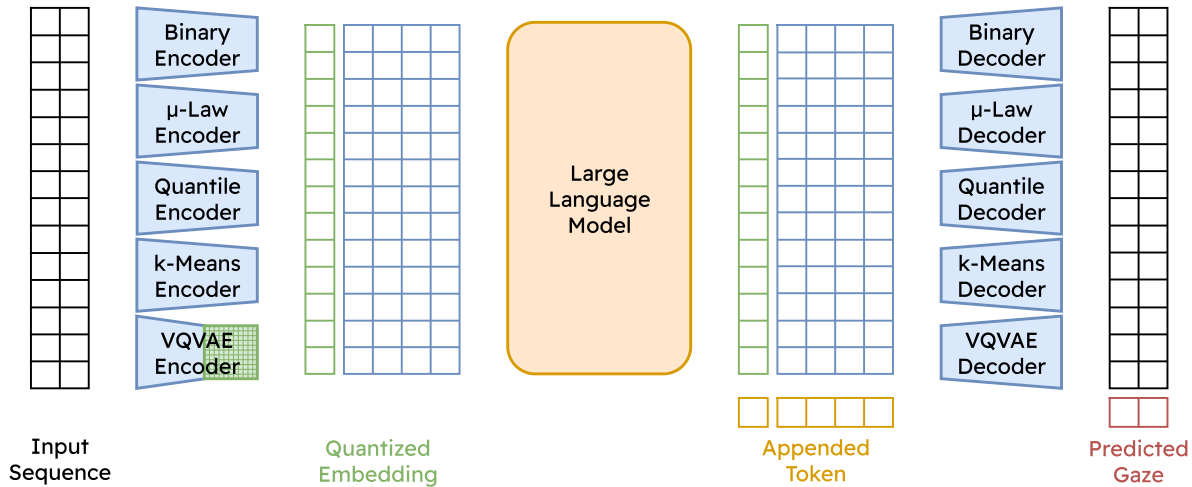 Binary
Encoder
μ-Law
Encoder
Quantile
Encoder
k-Means
Encoder
VQVAE
Encoder
Large
Language
Model
Binary
Decoder
μ-Law
Decoder
Quantile
Decoder
k-Means
Decoder
VQVAE
Decoder
Input
Sequence
Quantized
Embedding
Appended
Token
Predicted
Gaze